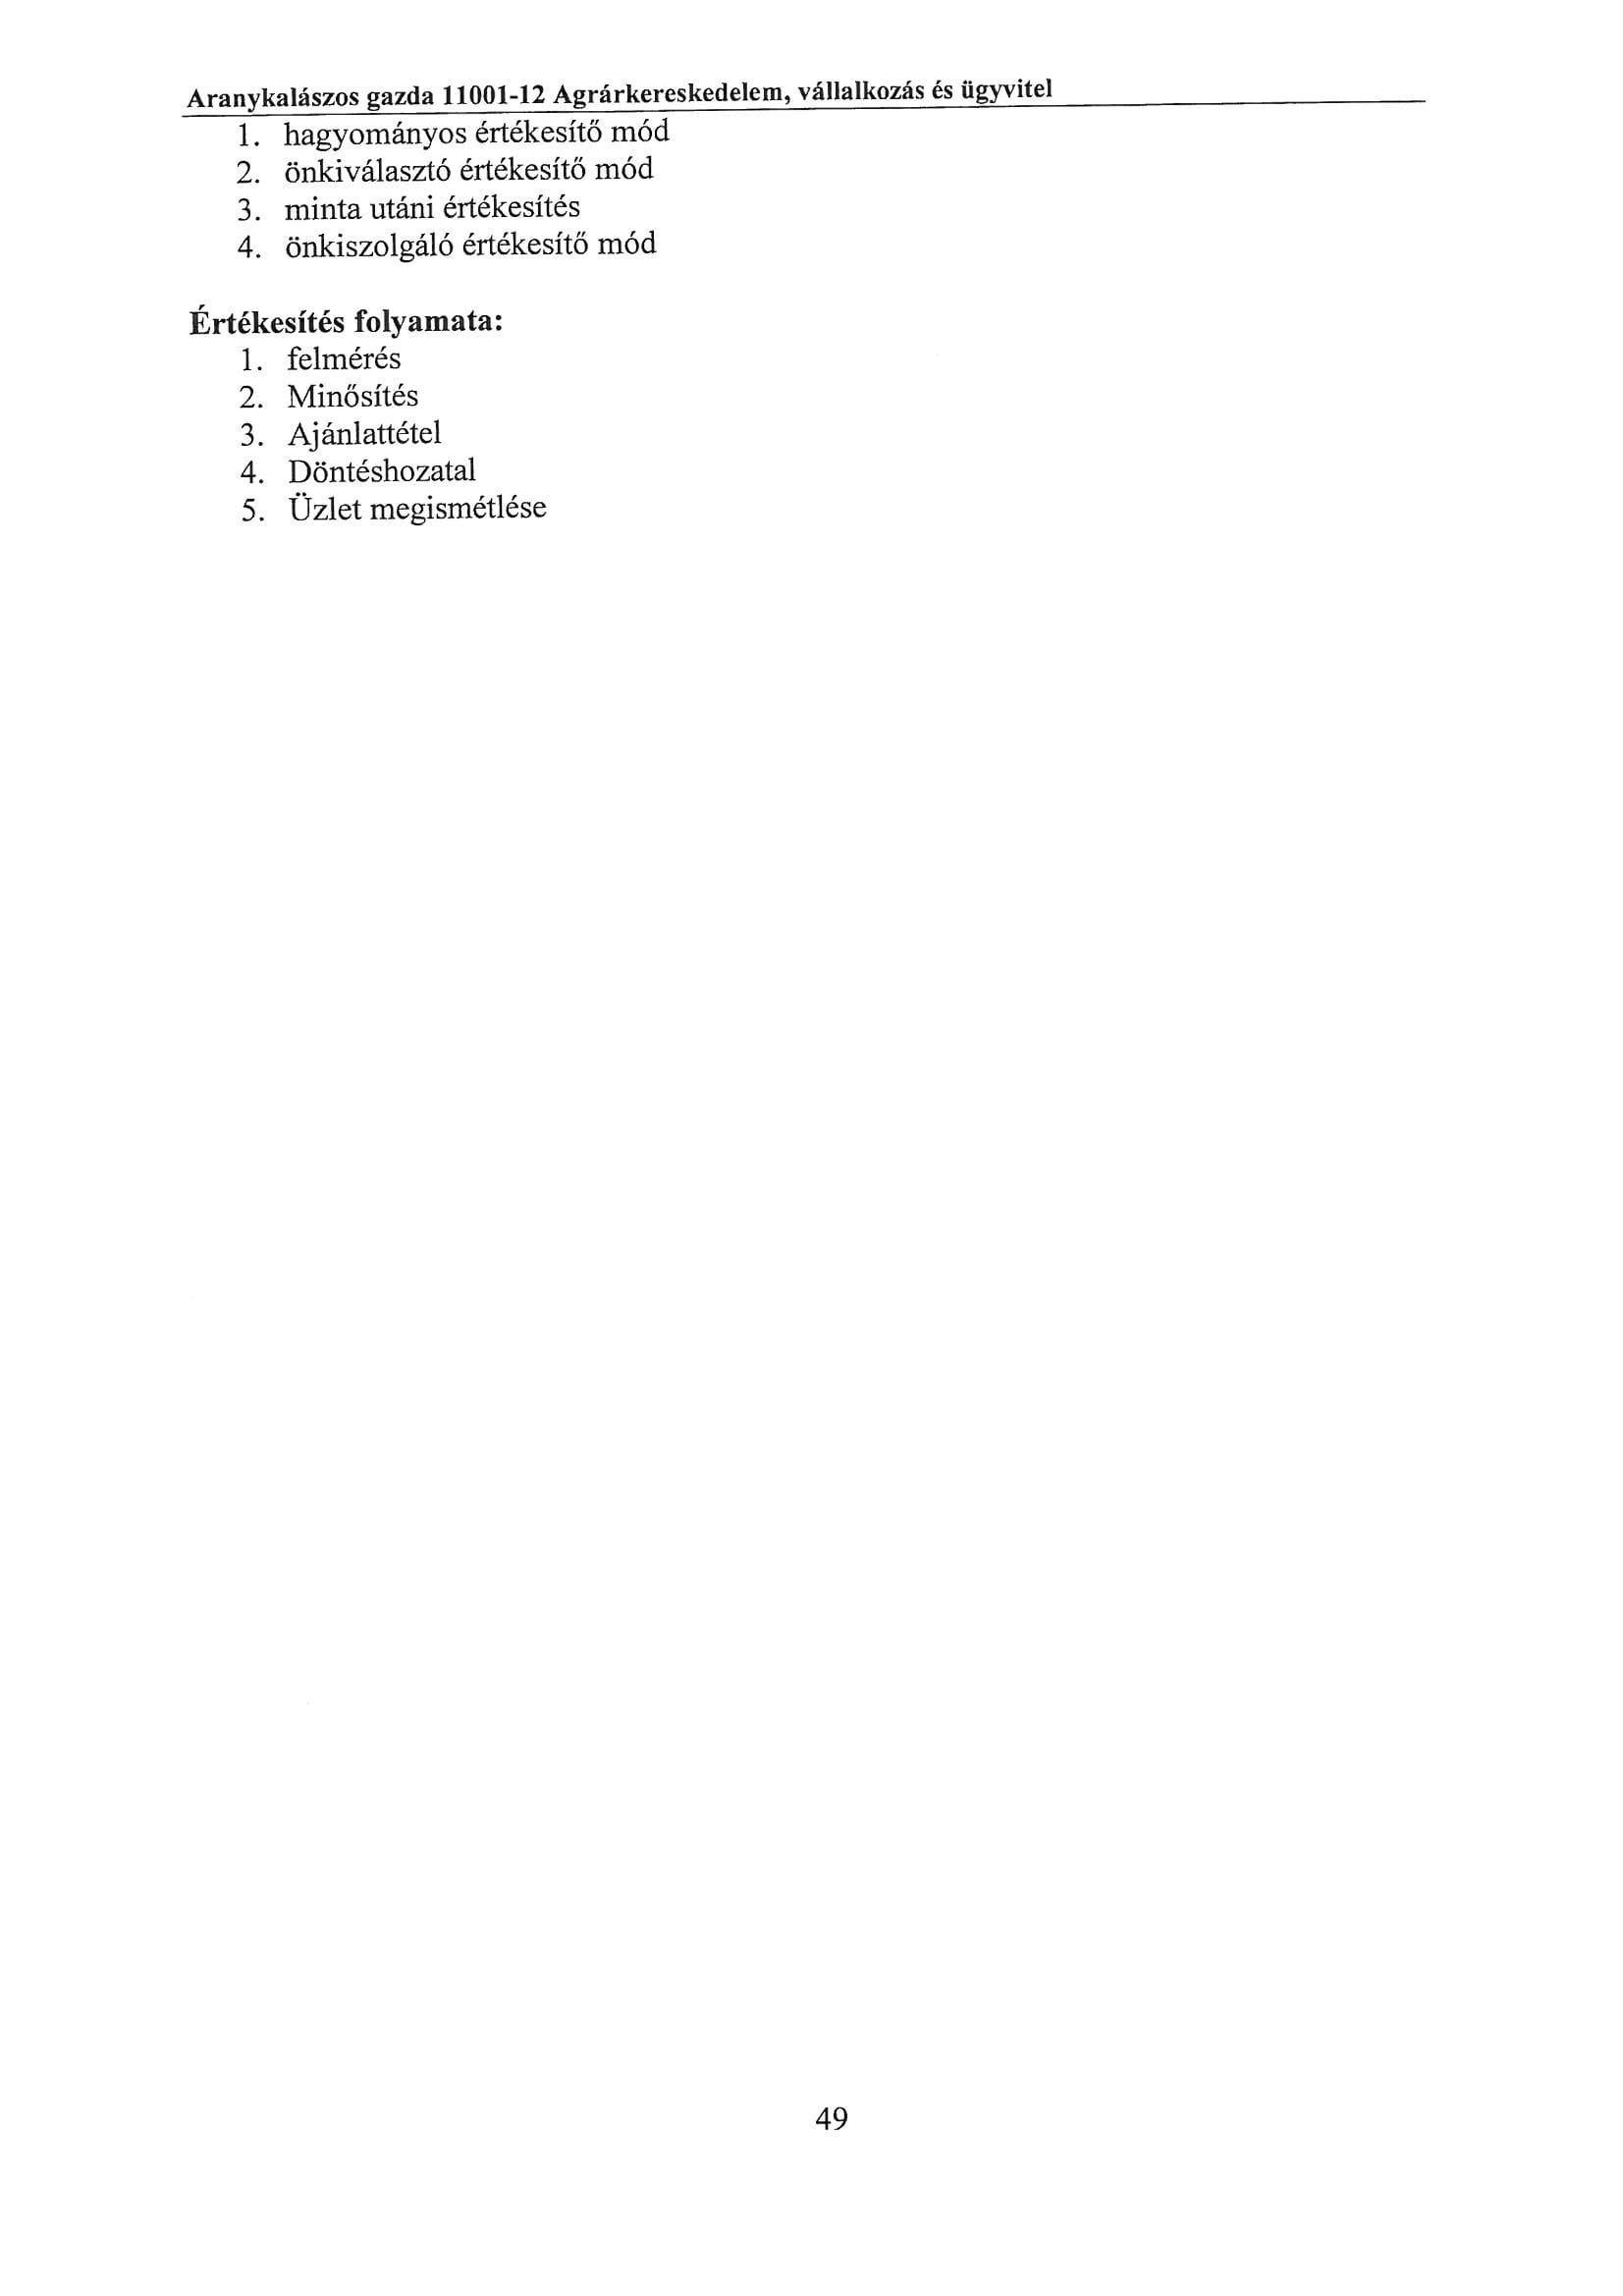 Aranykalászos gazda 11001-12 Agrárkereskedelem, vállalkozás és ügyvitel
1. hagyományos értékesítő mód
2. önkiválasztó értékesítő mód
3. minta utáni értékesítés
4. önkiszolgáló értékesítő mód
Értékesítés folyamata:
1. felmérés
2. Minősítés
3. Ajánlattétel
4. Döntéshozatal
5. Üzlet megismétlése
49